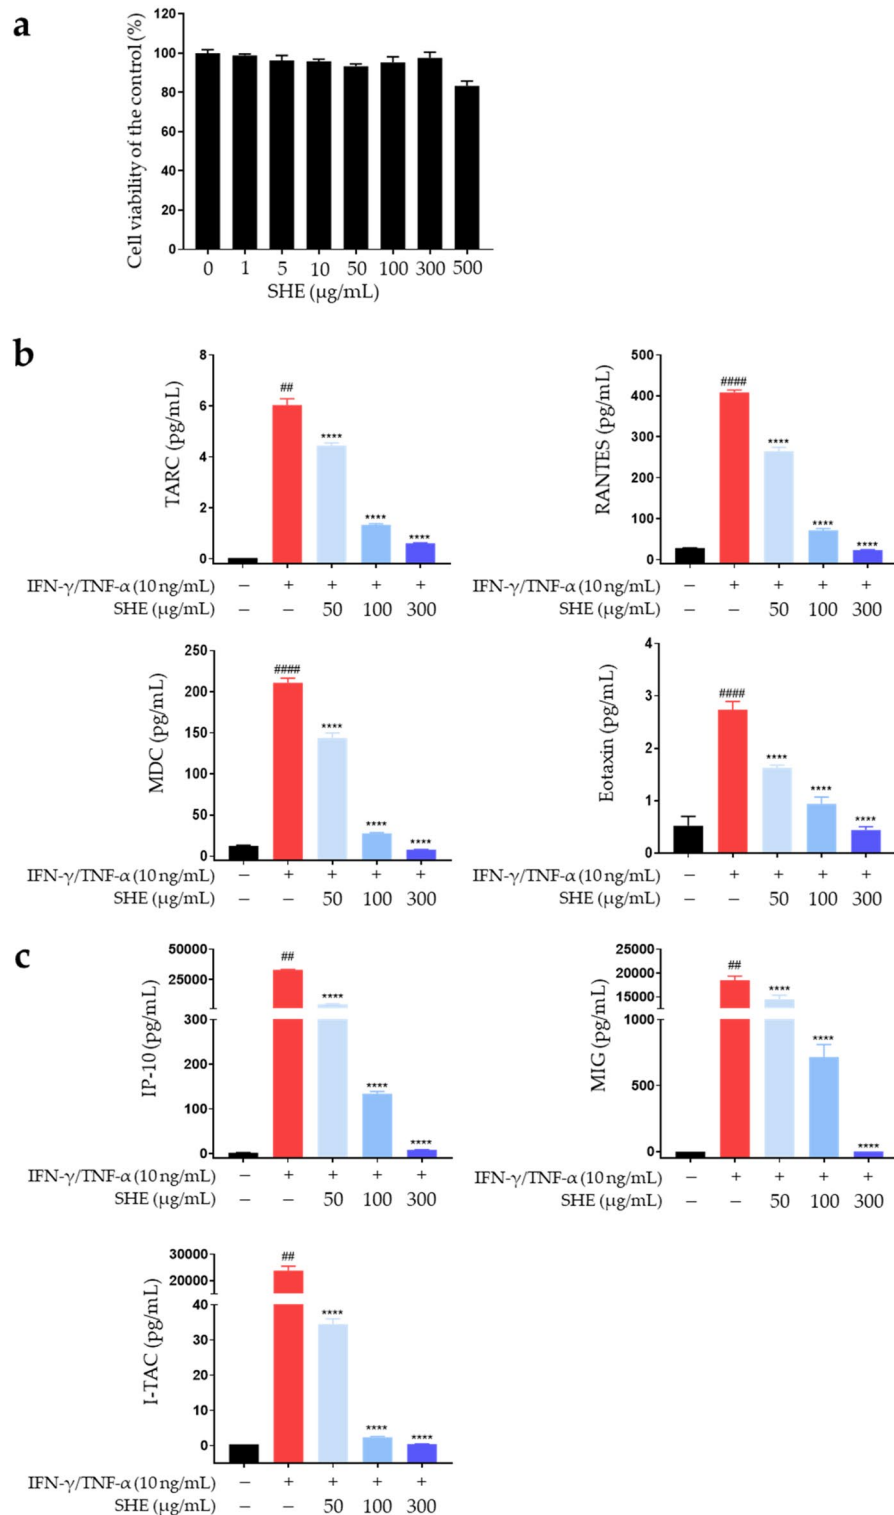 a
Cell viability of the control (%)
120
100
80
60
40
20
0
0 1 5 10 50 100 300 500
SHE (µg/mL)
b
TARC (pg/mL)
8
6
4
2
0
##
****
****
****
IFN-γ/TNF-α (10 ng/mL) − + + + +
SHE (µg/mL) − − 50 100 300
RANTES (pg/mL)
500
400
300
200
100
0
####
****
****
****
IFN-γ/TNF-α (10 ng/mL) − + + + +
SHE (µg/mL) − − 50 100 300
MDC (pg/mL)
250
200
150
100
50
0
####
****
****
****
IFN-γ/TNF-α (10 ng/mL) − + + + +
SHE (µg/mL) − − 50 100 300
Eotaxin (pg/mL)
4
3
2
1
0
####
****
****
****
IFN-γ/TNF-α (10 ng/mL) − + + + +
SHE (µg/mL) − − 50 100 300
c
IP-10 (pg/mL)
50000
25000
300
200
100
0
##
****
****
****
IFN-γ/TNF-α (10 ng/mL) − + + + +
SHE (µg/mL) − − 50 100 300
MIG (pg/mL)
25000
20000
15000
1000
500
0
##
****
****
****
IFN-γ/TNF-α (10 ng/mL) − + + + +
SHE (µg/mL) − − 50 100 300
I-TAC (pg/mL)
30000
20000
40
30
20
10
0
##
****
****
****
IFN-γ/TNF-α (10 ng/mL) − + + + +
SHE (µg/mL) − − 50 100 300